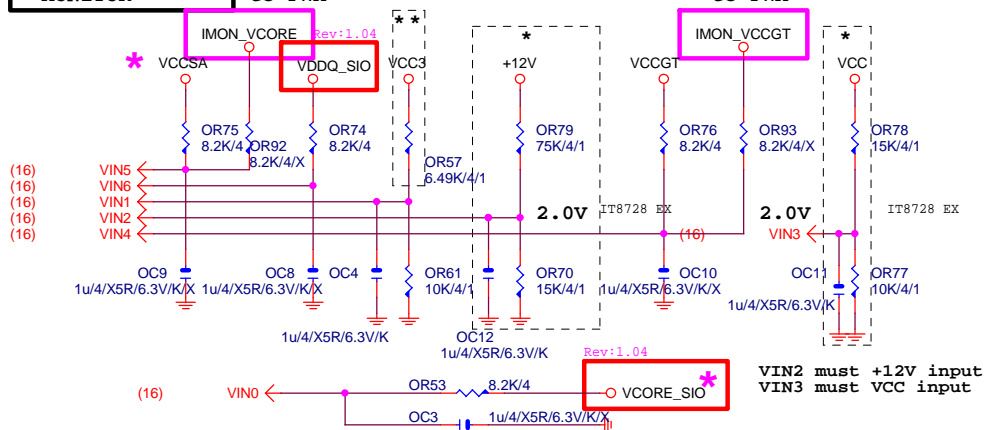 IMON_VCORE
Rev:1.04
**
*
IMON_VCCGT
*
*
VCCSA
VDDQ_SIO
VCC3
+12V
VCCGT
VCC
OR75
8.2K/4
OR92
8.2K/4/X
OR74
8.2K/4
OR57
6.49K/4/1
OR79
75K/4/1
OR76
8.2K/4
OR93
8.2K/4/X
OR78
15K/4/1
(16) VIN5
(16) VIN6
(16) VIN1
(16) VIN2
(16) VIN4
2.0V
IT8728 EX
(16)
2.0V
VIN3
IT8728 EX
OC9
1u/4/X5R/6.3V/K/X
OC8
1u/4/X5R/6.3V/K/X
OC4
1u/4/X5R/6.3V/K
OR61
10K/4/1
OC12
1u/4/X5R/6.3V/K
OR70
15K/4/1
OC10
1u/4/X5R/6.3V/K/X
OC11
1u/4/X5R/6.3V/K
OR77
10K/4/1
Rev:1.04
VIN2 must +12V input
VIN3 must VCC input
(16) VIN0
OR53 8.2K/4
VCORE_SIO
*
OC3 1u/4/X5R/6.3V/K/X